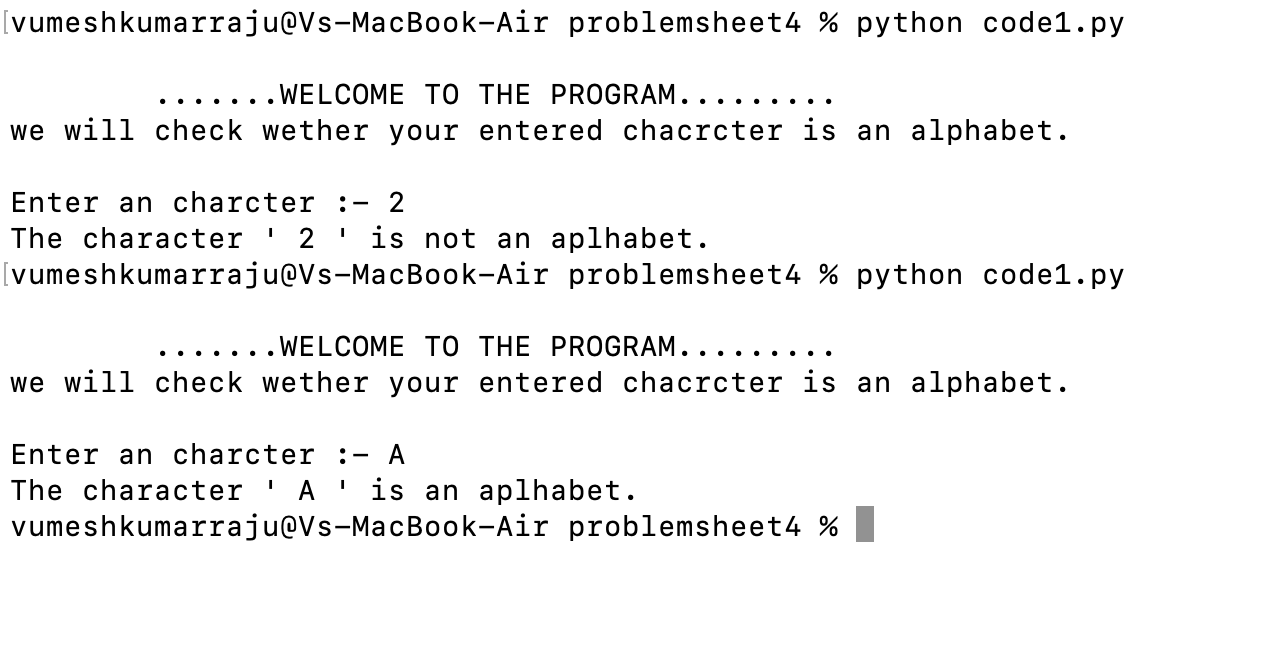 [vumeshkumarraju@Vs-MacBook-Air problemsheet4 % python code1.py
.......WELCOME TO THE PROGRAM.........
we will check wether your entered chacrcter is an alphabet.
Enter an charcter :- 2
The character ' 2 ' is not an aplhabet.
[vumeshkumarraju@Vs-MacBook-Air problemsheet4 % python code1.py
.......WELCOME TO THE PROGRAM.........
we will check wether your entered chacrcter is an alphabet.
Enter an charcter :- A
The character ' A ' is an aplhabet.
vumeshkumarraju@Vs-MacBook-Air problemsheet4 %